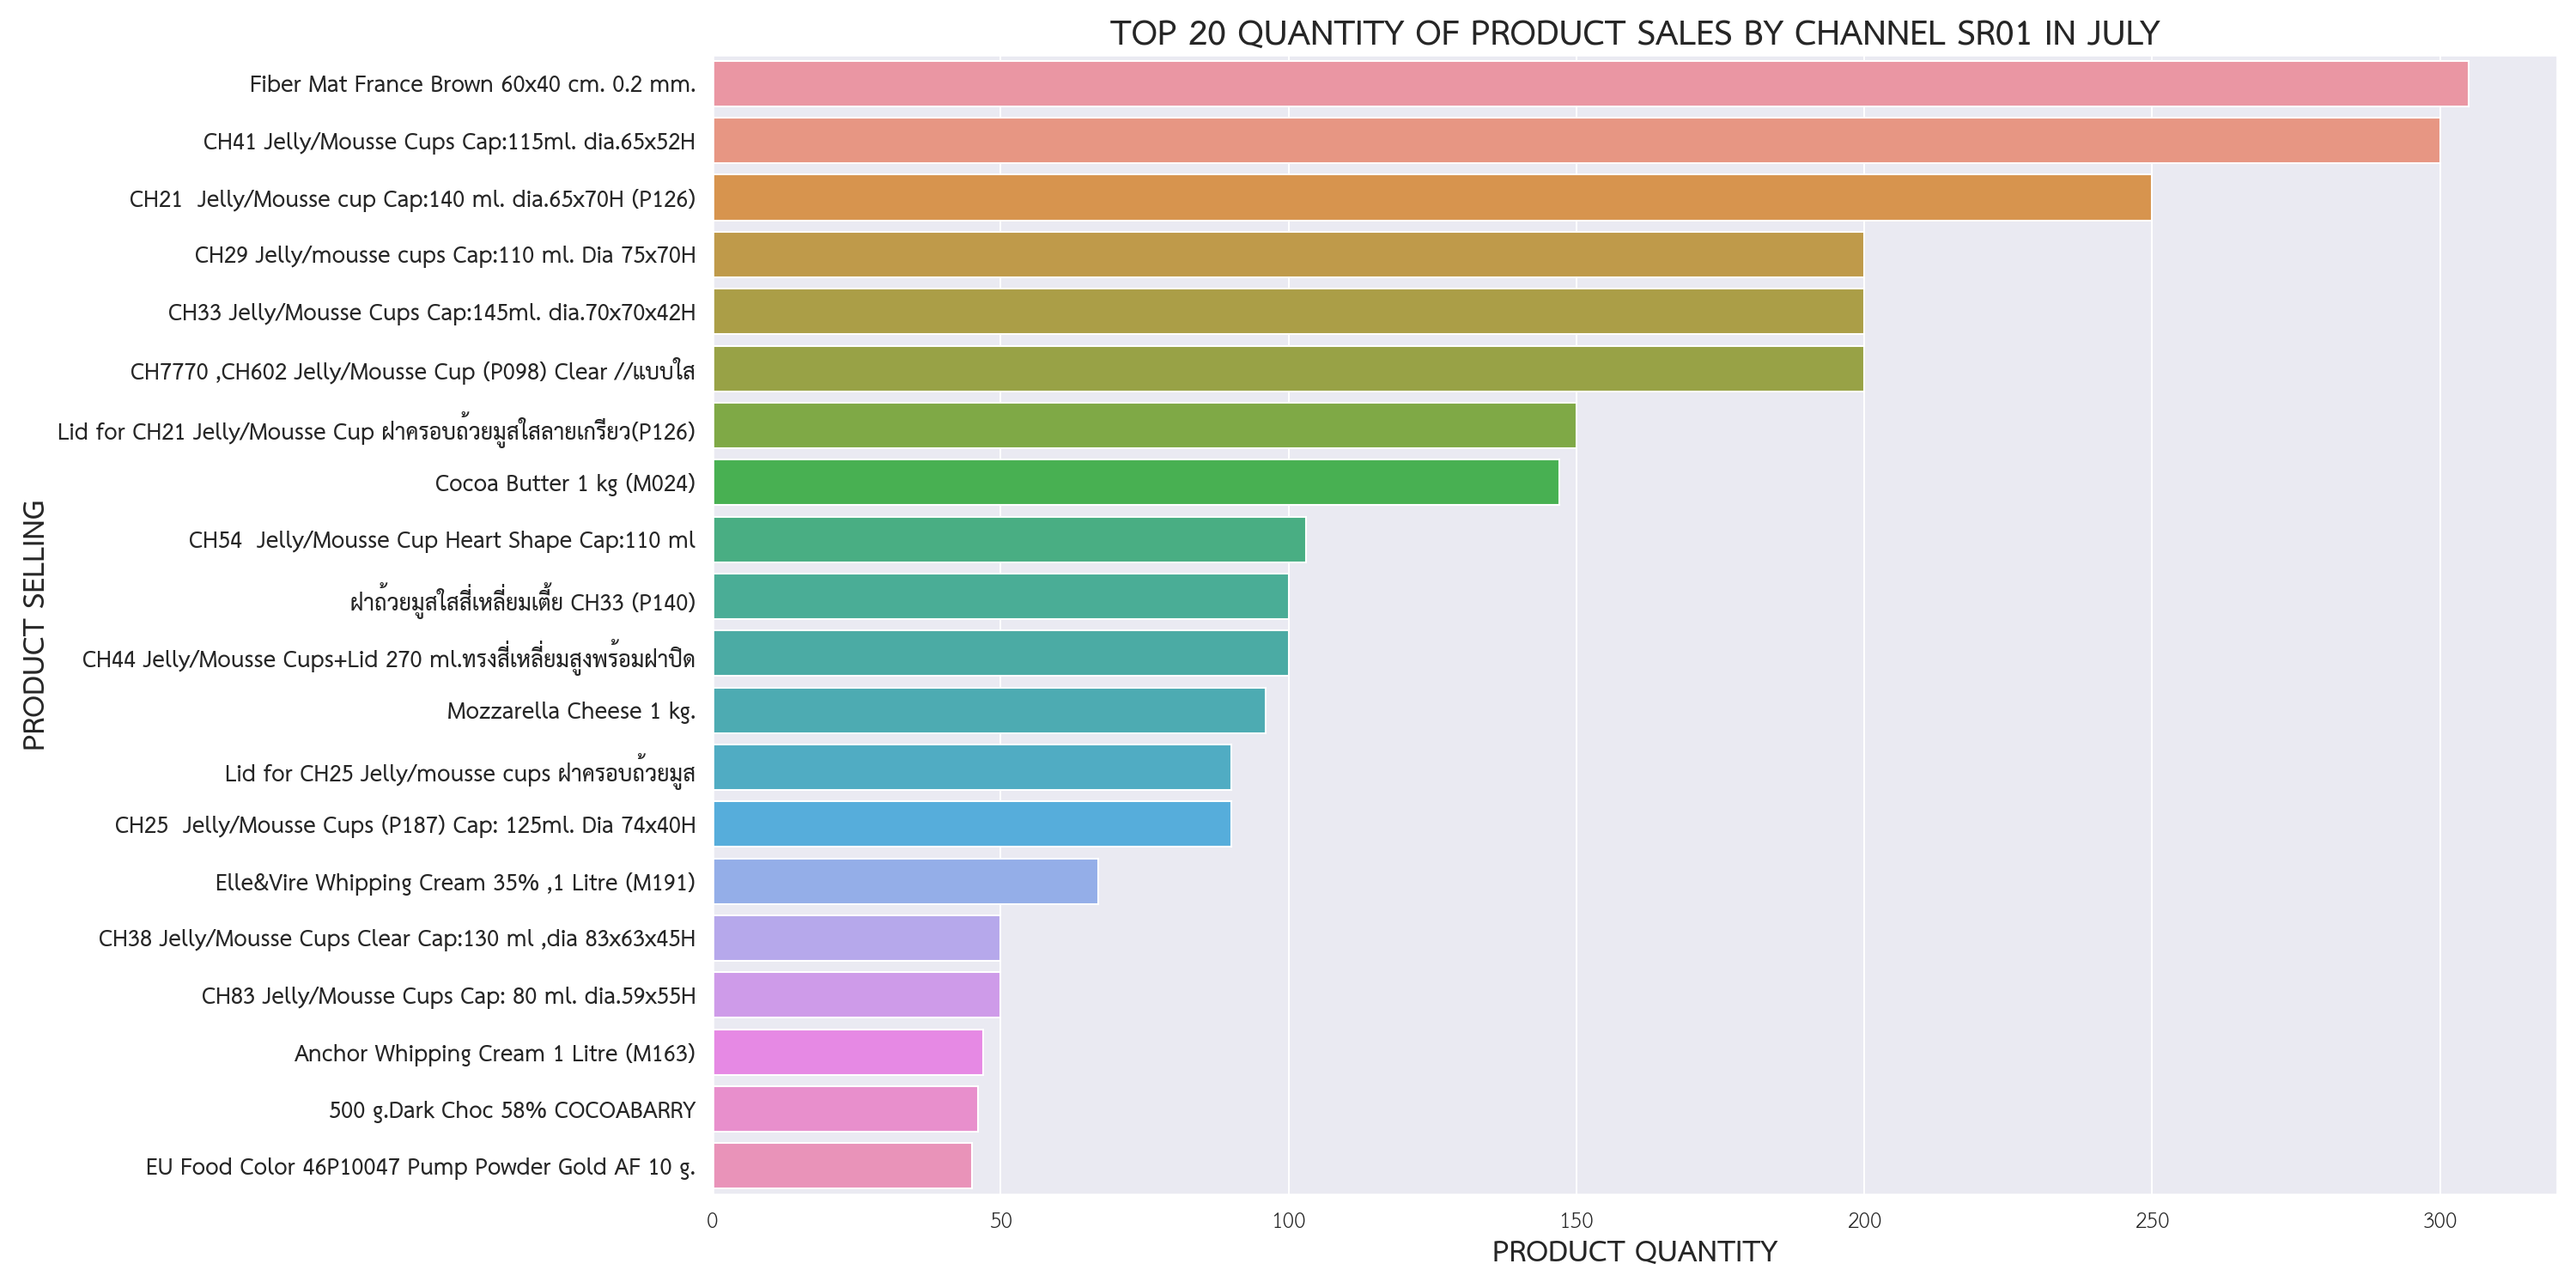 TOP 20 QUANTITY OF PRODUCT SALES BY CHANNEL SR01 IN JULY
PRODUCT SELLING
Fiber Mat France Brown 60x40 cm. 0.2 mm.
CH41 Jelly/Mousse Cups Cap:115ml. dia.65x52H
CH21  Jelly/Mousse cup Cap:140 ml. dia.65x70H (P126)
CH29 Jelly/mousse cups Cap:110 ml. Dia 75x70H
CH33 Jelly/Mousse Cups Cap:145ml. dia.70x70x42H
CH7770 ,CH602 Jelly/Mousse Cup (P098) Clear //แบบใส
Lid for CH21 Jelly/Mousse Cup ฝาครอบถ้วยมูสใสลายเกรียว(P126)
Cocoa Butter 1 kg (M024)
CH54  Jelly/Mousse Cup Heart Shape Cap:110 ml
ฝาถ้วยมูสใสสี่เหลี่ยมเตี้ย CH33 (P140)
CH44 Jelly/Mousse Cups+Lid 270 ml.ทรงสี่เหลี่ยมสูงพร้อมฝาปิด
Mozzarella Cheese 1 kg.
Lid for CH25 Jelly/mousse cups ฝาครอบถ้วยมูส
CH25  Jelly/Mousse Cups (P187) Cap: 125ml. Dia 74x40H
Elle&Vire Whipping Cream 35% ,1 Litre (M191)
CH38 Jelly/Mousse Cups Clear Cap:130 ml ,dia 83x63x45H
CH83 Jelly/Mousse Cups Cap: 80 ml. dia.59x55H
Anchor Whipping Cream 1 Litre (M163)
500 g.Dark Choc 58% COCOABARRY
EU Food Color 46P10047 Pump Powder Gold AF 10 g.
0 50 100 150 200 250 300
PRODUCT QUANTITY